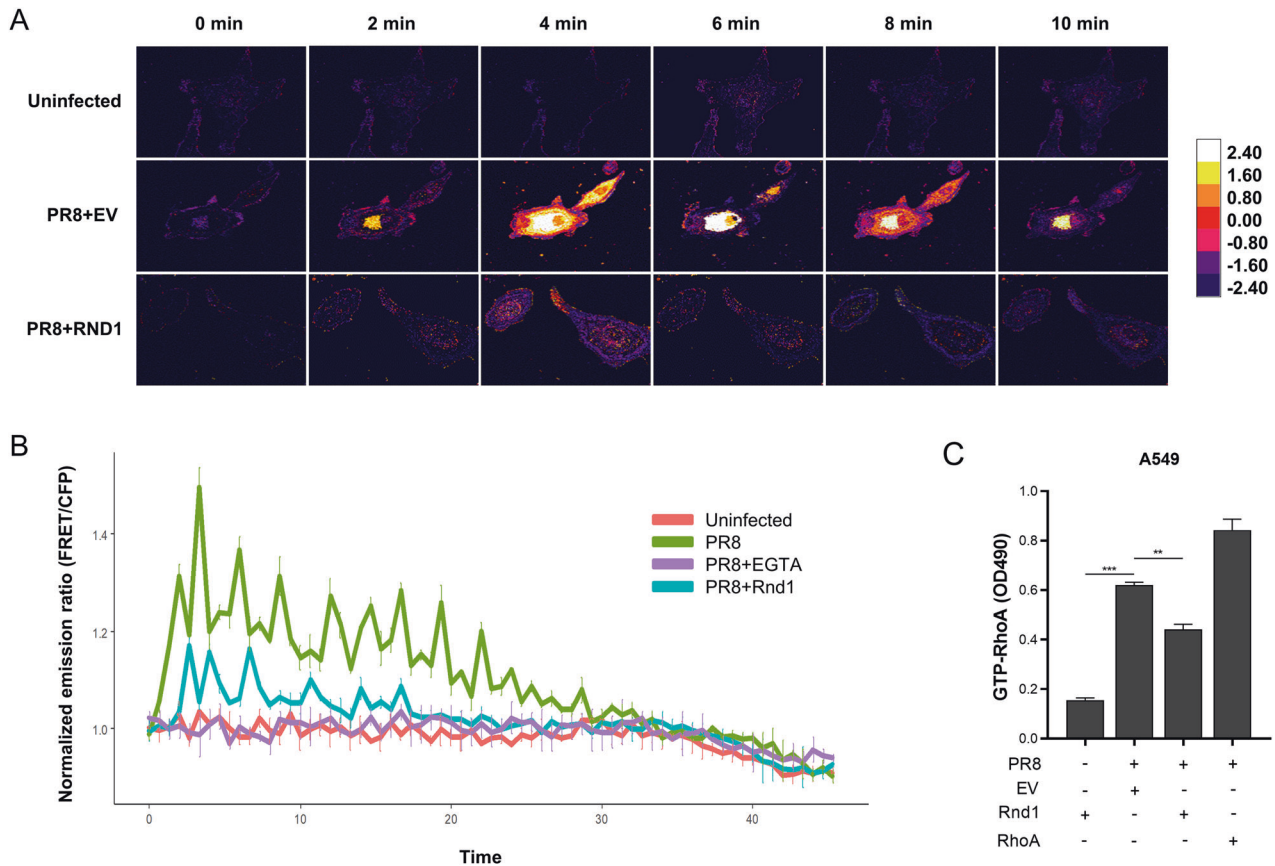 A
0 min 2 min 4 min 6 min 8 min 10 min
Uninfected
PR8+EV
PR8+RND1
2.40
1.60
0.80
0.00
-0.80
-1.60
-2.40
B
Normalized emission ratio (FRET/CFP)
1.4
1.2
1.0
0 10 20 30 40
Time
Uninfected
PR8
PR8+EGTA
PR8+Rnd1
C
A549
GTP-RhoA (OD490)
1.0
0.8
0.6
0.4
0.2
0.0
*** **
PR8 - + + +
EV - + - -
Rnd1 + - + -
RhoA - - - +